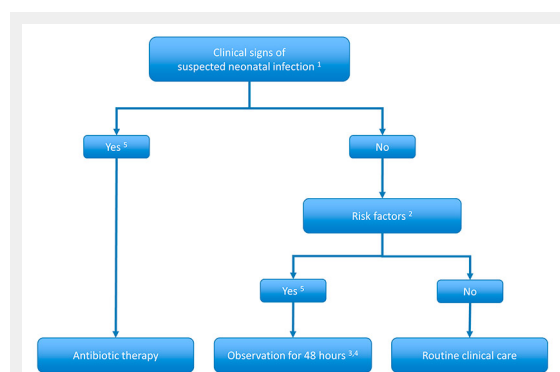 Clinical signs of
suspected neonatal infection 1
Yes 5
No
Risk factors 2
Yes 5
No
Antibiotic therapy
Observation for 48 hours 3,4
Routine clinical care